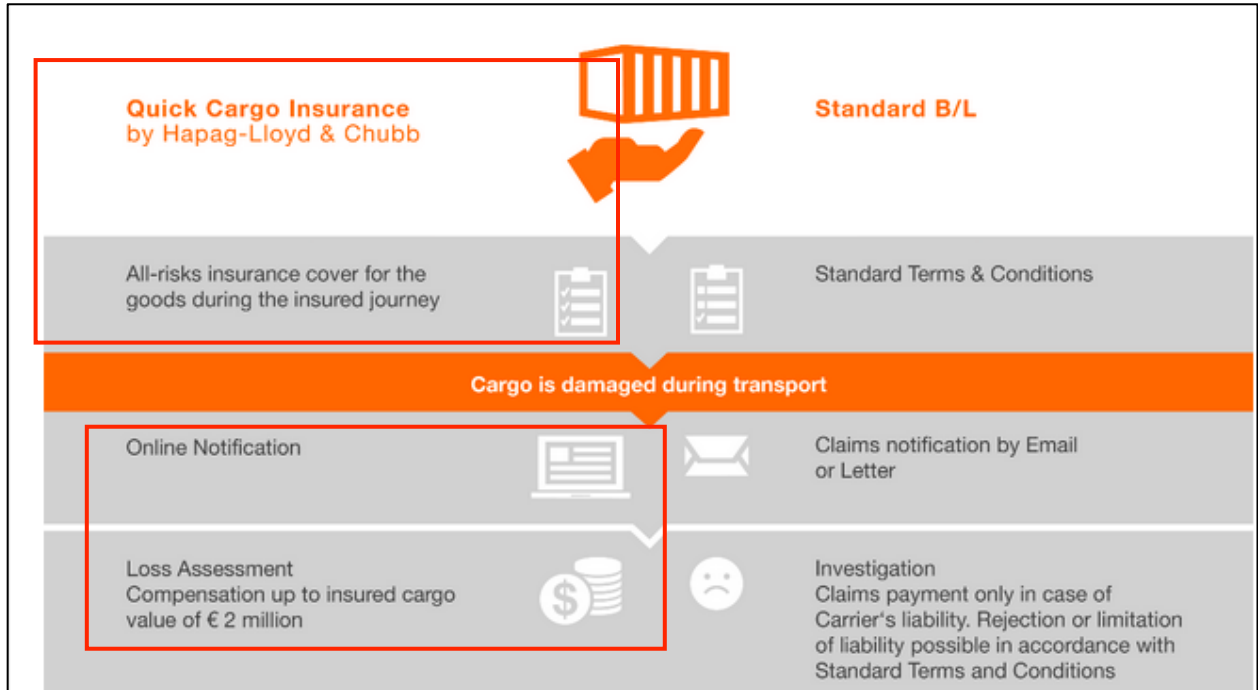 Quick Cargo Insurance
by Hapag-Lloyd & Chubb
Standard B/L
All-risks insurance cover for the
goods during the insured journey
Standard Terms & Conditions
Cargo is damaged during transport
Online Notification
Claims notification by Email
or Letter
Loss Assessment
Compensation up to insured cargo
value of € 2 million
$
Investigation
Claims payment only in case of
Carrier's liability. Rejection or limitation
of liability possible in accordance with
Standard Terms and Conditions